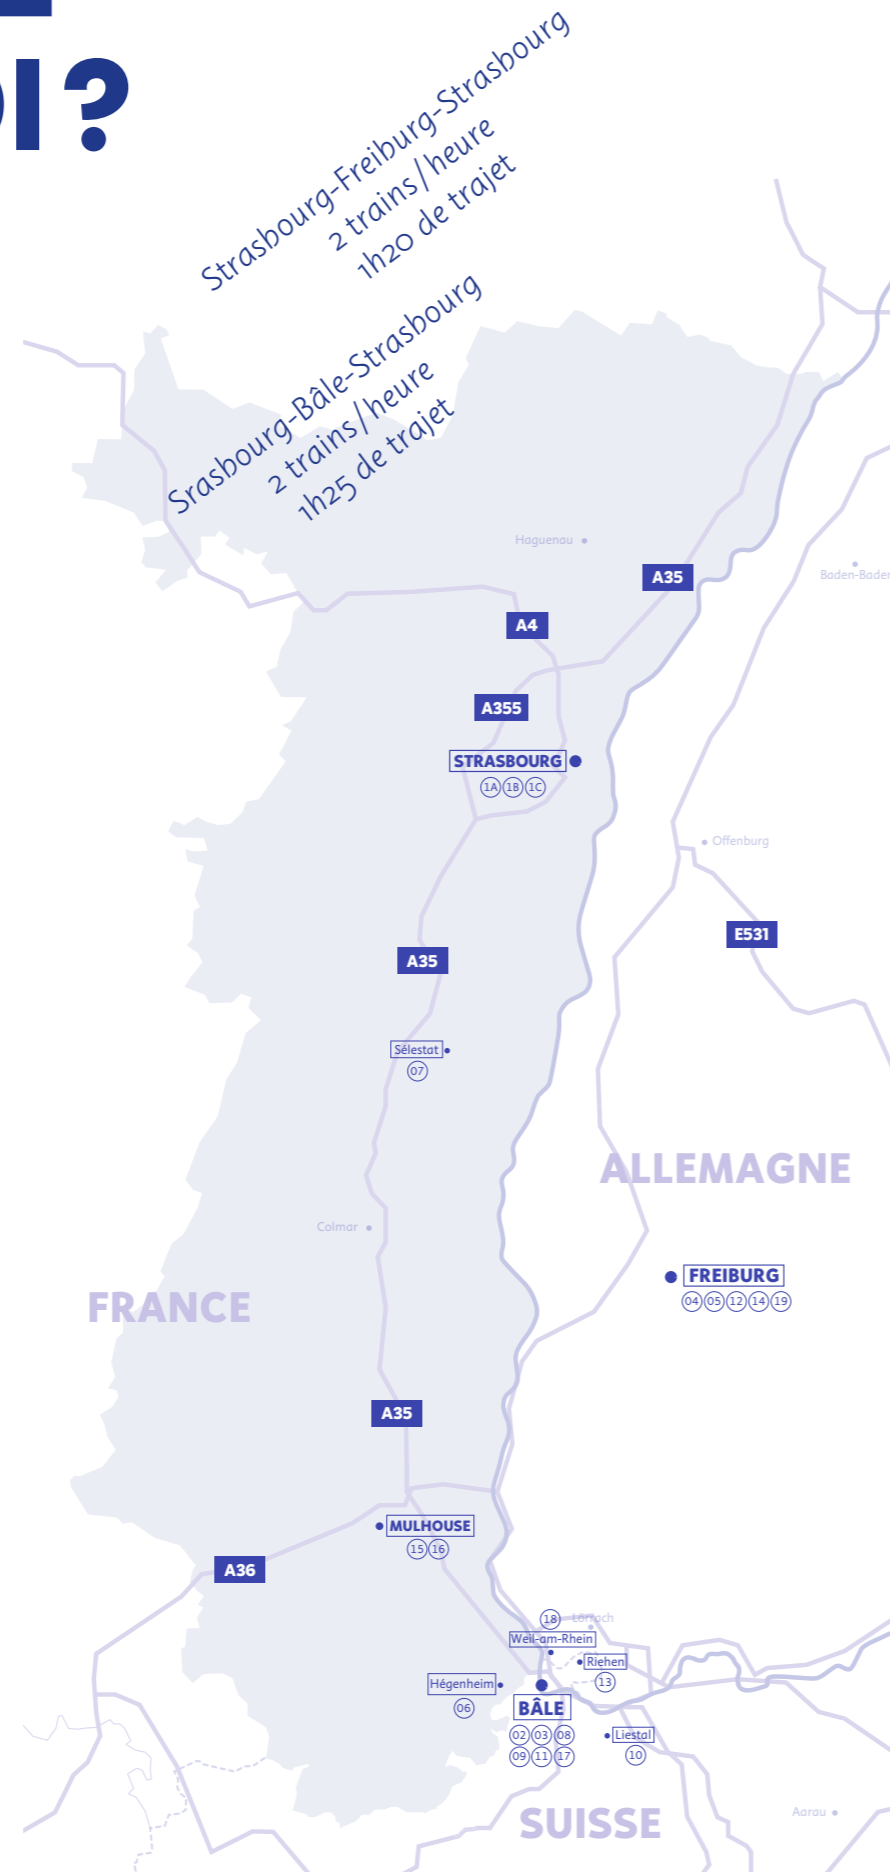 OI?
Strasbourg-Freiburg-Strasbourg
2 trains/heure
1h20 de trajet
Srasbourg-Bâle-Strasbourg
2 trains/heure
1h25 de trajet
Haguenau
A35
Baden-Baden
A4
A355
STRASBOURG
1A 1B 1C
Offenburg
E531
A35
Sélestat
07
ALLEMAGNE
Colmar
FREIBURG
04 05 12 14 19
FRANCE
A35
MULHOUSE
15 16
A36
18 Lörrach
Weil-am-Rhein
Riehen
13
Hégenheim
06
BÂLE
02 03 08
09 11 17
Liestal
10
Aarau
SUISSE